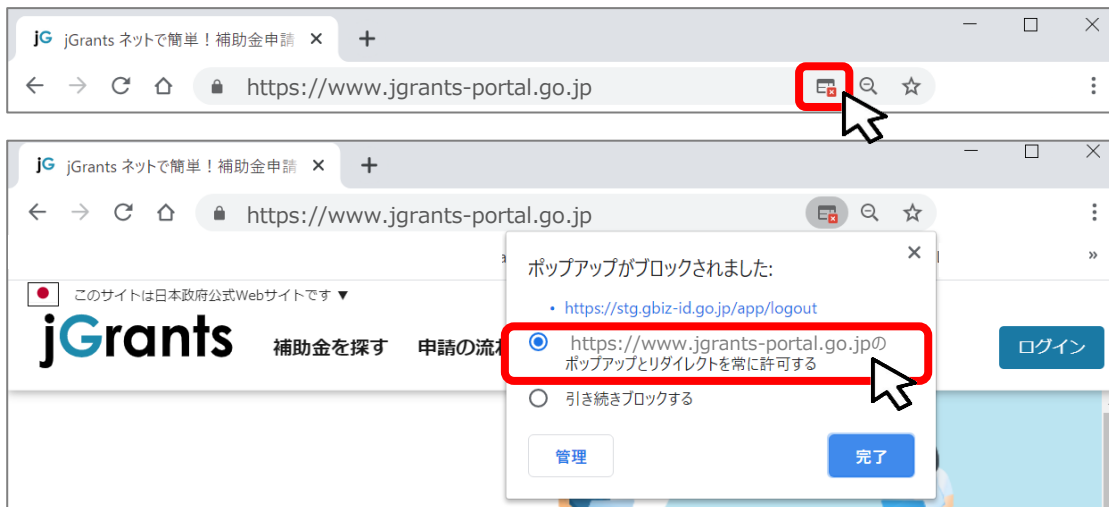 jG jGrants ネットで簡単！補助金申請
https://www.jgrants-portal.go.jp
jG jGrants ネットで簡単！補助金申請
https://www.jgrants-portal.go.jp
ポップアップがブロックされました:
• https://stg.gbiz-id.go.jp/app/logout
https://www.jgrants-portal.go.jpの
ポップアップとリダイレクトを常に許可する
引き続きブロックする
管理
完了
このサイトは日本政府公式Webサイトです ▼
jGrants
補助金を探す
申請の流れ
ログイン